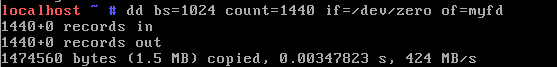 localhost ~ # dd bs=1024 count=1440 if=/dev/zero of=myfd
1440+0 records in
1440+0 records out
1474560 bytes (1.5 MB) copied, 0.00347823 s, 424 MB/s